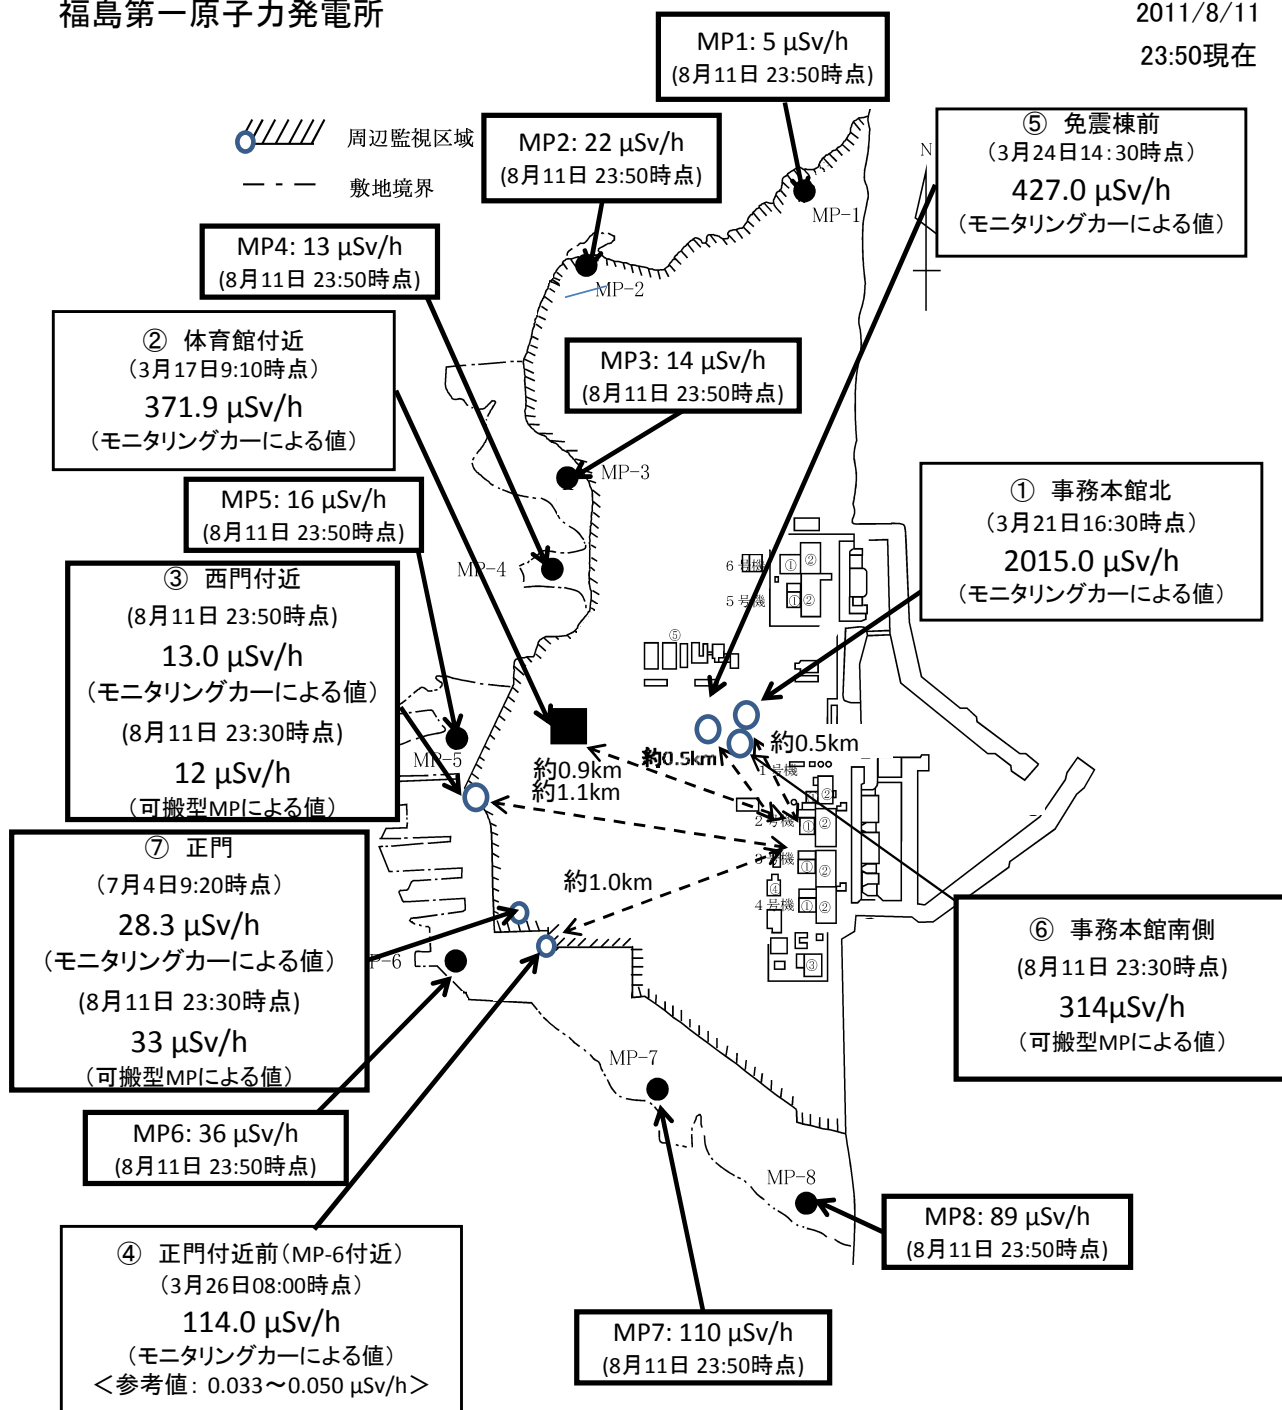 福島第一原子力発電所
2011/8/11
23:50現在
MP1: 5 μSv/h
(8月11日 23:50時点)
周辺監視区域
敷地境界
MP2: 22 μSv/h
(8月11日 23:50時点)
⑤ 免震棟前
(3月24日14:30時点)
427.0 μSv/h
(モニタリングカーによる値)
N
MP-1
MP4: 13 μSv/h
(8月11日 23:50時点)
MP-2
② 体育館付近
(3月17日9:10時点)
371.9 μSv/h
(モニタリングカーによる値)
MP3: 14 μSv/h
(8月11日 23:50時点)
MP-3
① 事務本館北
(3月21日16:30時点)
2015.0 μSv/h
(モニタリングカーによる値)
MP5: 16 μSv/h
(8月11日 23:50時点)
MP-4
6号機
① ②
5号機
① ②
⑤
③ 西門付近
(8月11日 23:50時点)
13.0 μSv/h
(モニタリングカーによる値)
(8月11日 23:30時点)
12 μSv/h
(可搬型MPによる値)
MP-5
約0.9km
約1.1km
約0.5km
約0.5km
1号機
②
2号機
① ②
3号機
①
②
④
4号機
① ②
③
約1.0km
⑦ 正門
(7月4日9:20時点)
28.3 μSv/h
(モニタリングカーによる値)
(8月11日 23:30時点)
33 μSv/h
(可搬型MPによる値)
P-6
⑥ 事務本館南側
(8月11日 23:30時点)
314μSv/h
(可搬型MPによる値)
MP-7
MP6: 36 μSv/h
(8月11日 23:50時点)
MP-8
MP8: 89 μSv/h
(8月11日 23:50時点)
④ 正門付近前(MP-6付近)
(3月26日08:00時点)
114.0 μSv/h
(モニタリングカーによる値)
<参考値: 0.033~0.050 μSv/h>
MP7: 110 μSv/h
(8月11日 23:50時点)